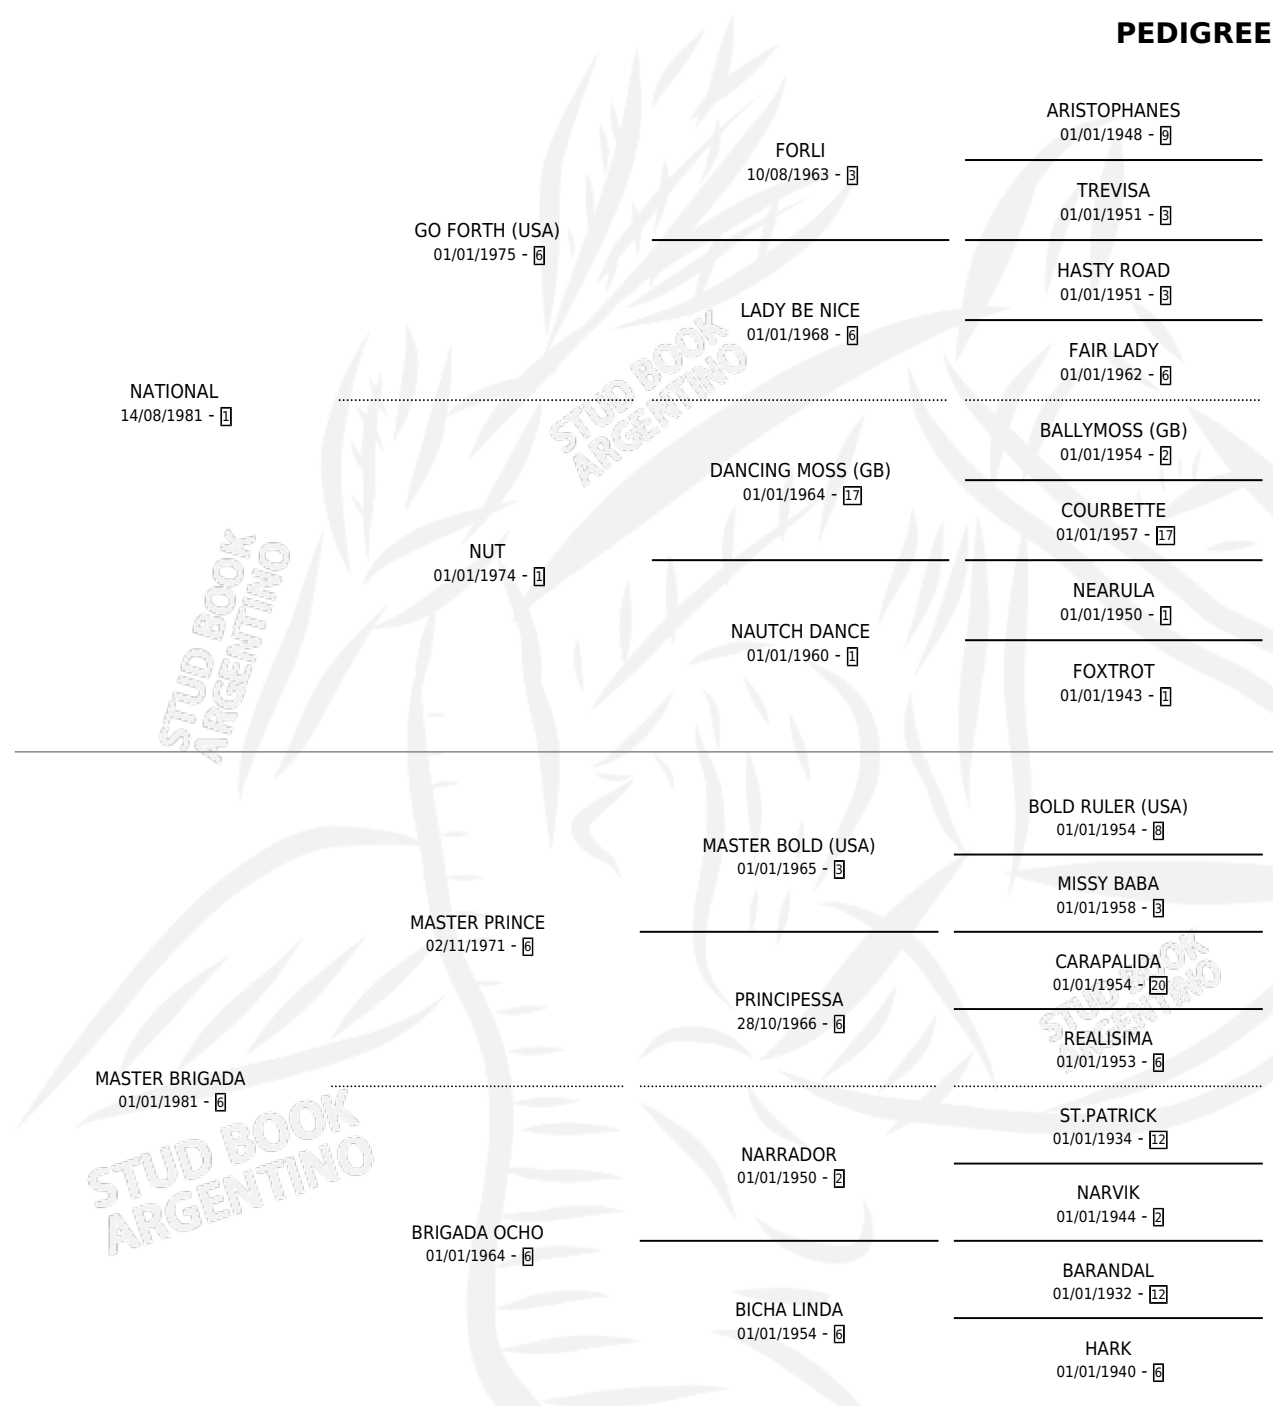 PEDIGREE
ARISTOPHANES
01/01/1948 - 9
FORLI
10/08/1963 - 3
TREVISA
01/01/1951 - 3
GO FORTH (USA)
01/01/1975 - 6
HASTY ROAD
01/01/1951 - 3
LADY BE NICE
01/01/1968 - 6
FAIR LADY
01/01/1962 - 6
NATIONAL
14/08/1981 - 1
BALLYMOSS (GB)
01/01/1954 - 2
DANCING MOSS (GB)
01/01/1964 - 17
COURBETTE
01/01/1957 - 17
NUT
01/01/1974 - 1
NEARULA
01/01/1950 - 1
NAUTCH DANCE
01/01/1960 - 1
FOXTROT
01/01/1943 - 1
BOLD RULER (USA)
01/01/1954 - 8
MASTER BOLD (USA)
01/01/1965 - 3
MISSY BABA
01/01/1958 - 3
MASTER PRINCE
02/11/1971 - 6
CARAPALIDA
01/01/1954 - 20
PRINCIPESSA
28/10/1966 - 6
REALISIMA
01/01/1953 - 6
MASTER BRIGADA
01/01/1981 - 6
ST.PATRICK
01/01/1934 - 12
NARRADOR
01/01/1950 - 2
NARVIK
01/01/1944 - 2
BRIGADA OCHO
01/01/1964 - 6
BARANDAL
01/01/1932 - 12
BICHA LINDA
01/01/1954 - 6
HARK
01/01/1940 - 6
STUD BOOK
ARGENTINO
STUD BOOK
ARGENTINO
STUD BOOK
ARGENTINO
STUD BOOK
ARGENTINO